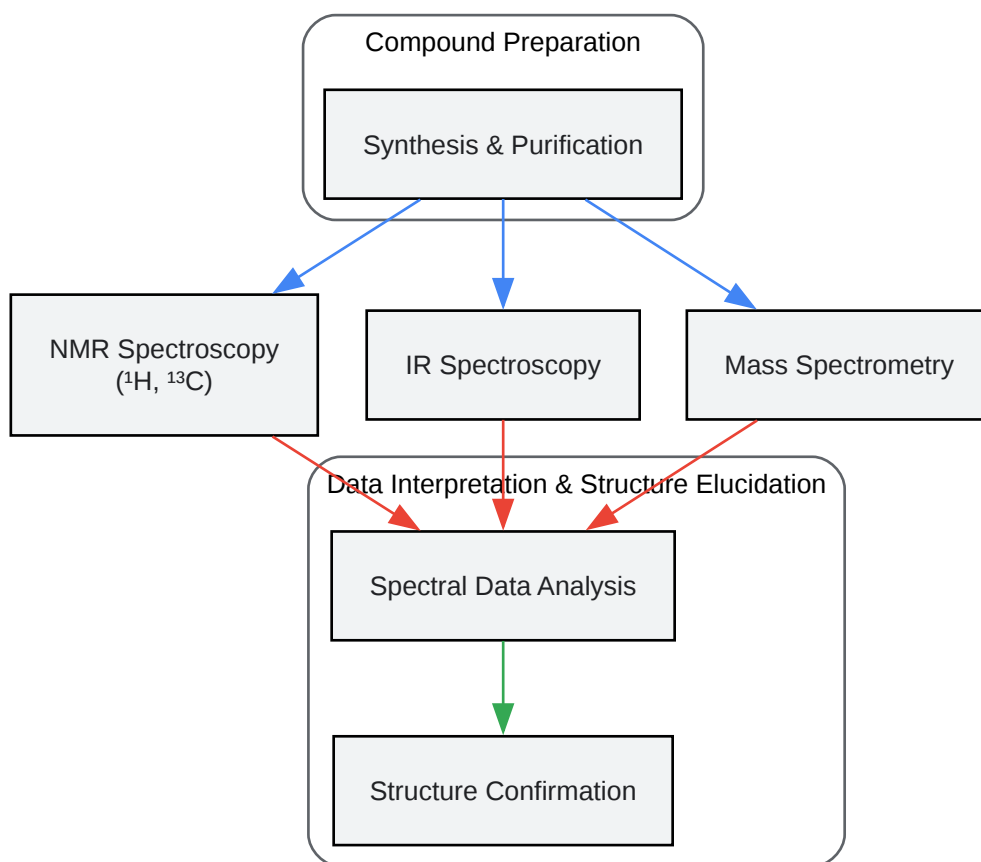 Compound Preparation
Synthesis & Purification
NMR Spectroscopy
(¹H, ¹³C)
IR Spectroscopy
Mass Spectrometry
Data Interpretation & Structure Elucidation
Spectral Data Analysis
Structure Confirmation